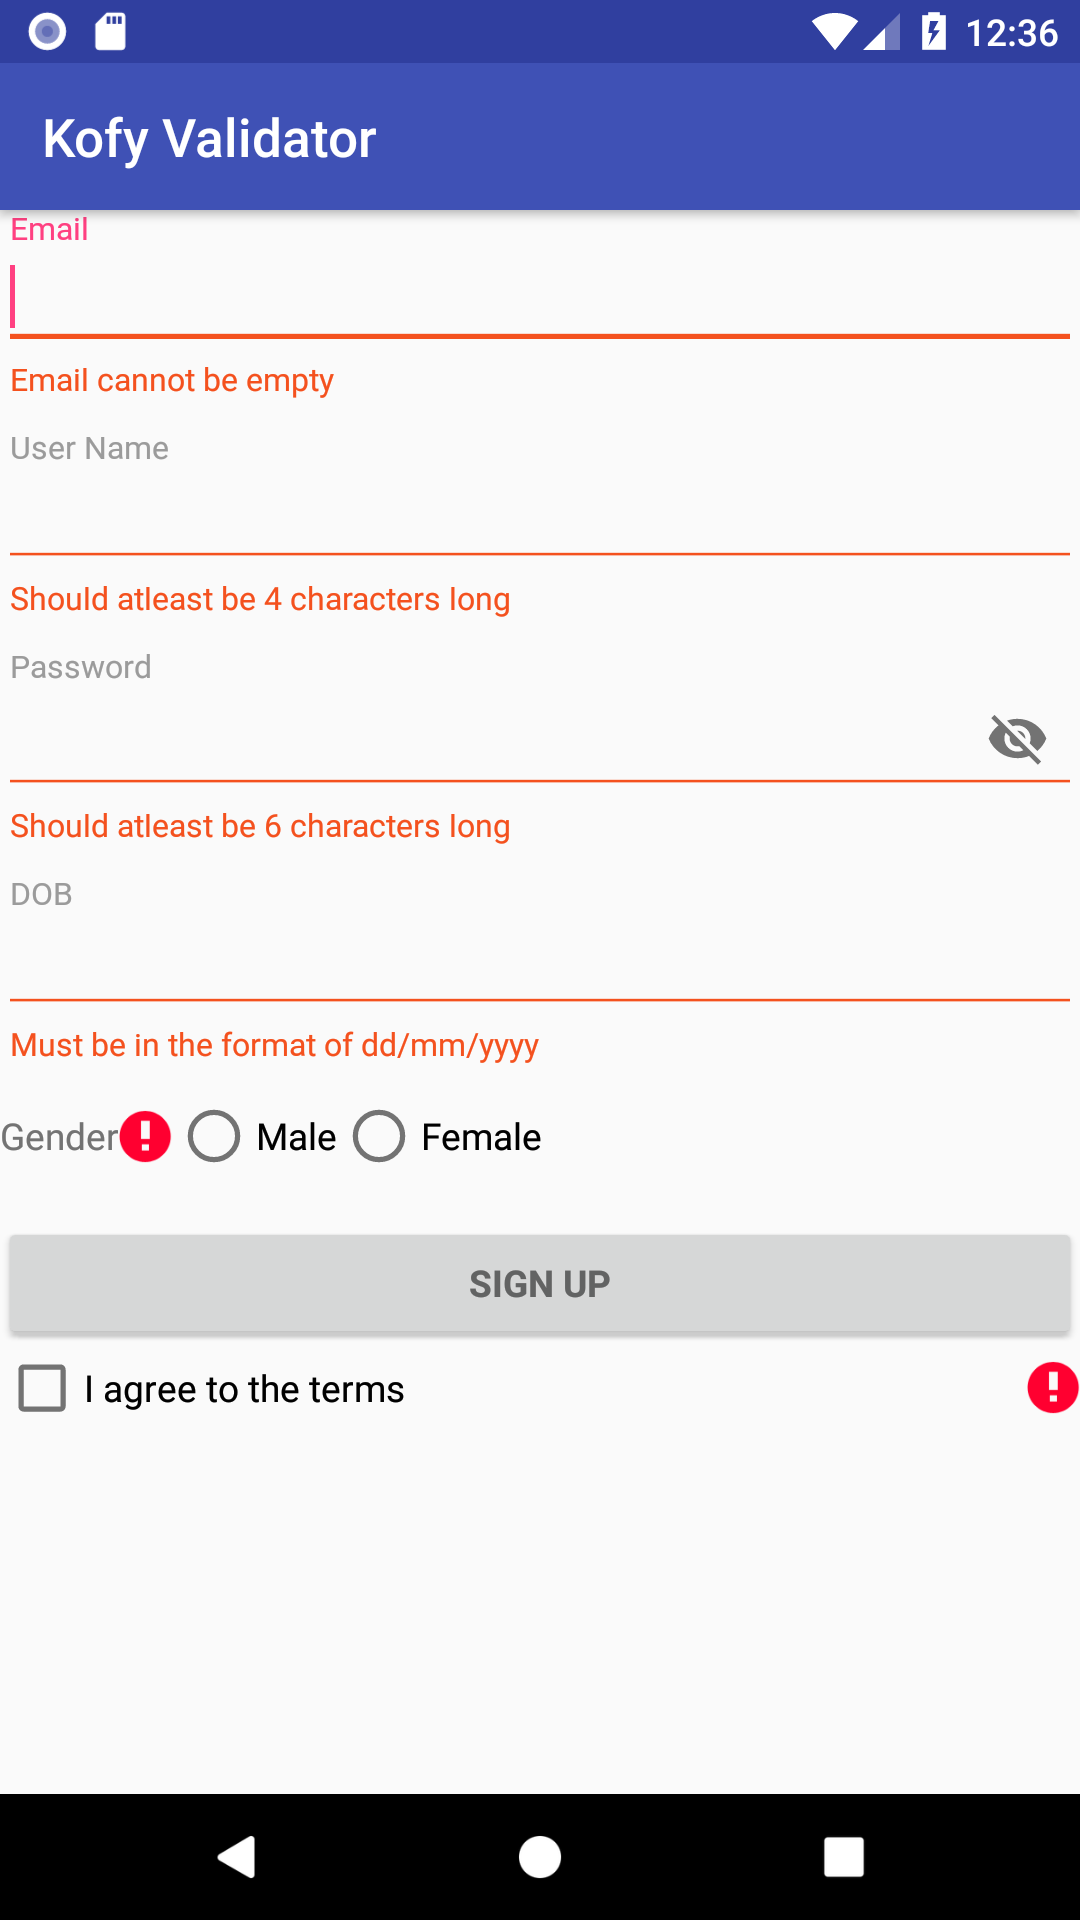 12:36
Kofy Validator
Email
Email cannot be empty
User Name
Should atleast be 4 characters long
Password
Should atleast be 6 characters long
DOB
Must be in the format of dd/mm/yyyy
Gender Male Female
SIGN UP
I agree to the terms